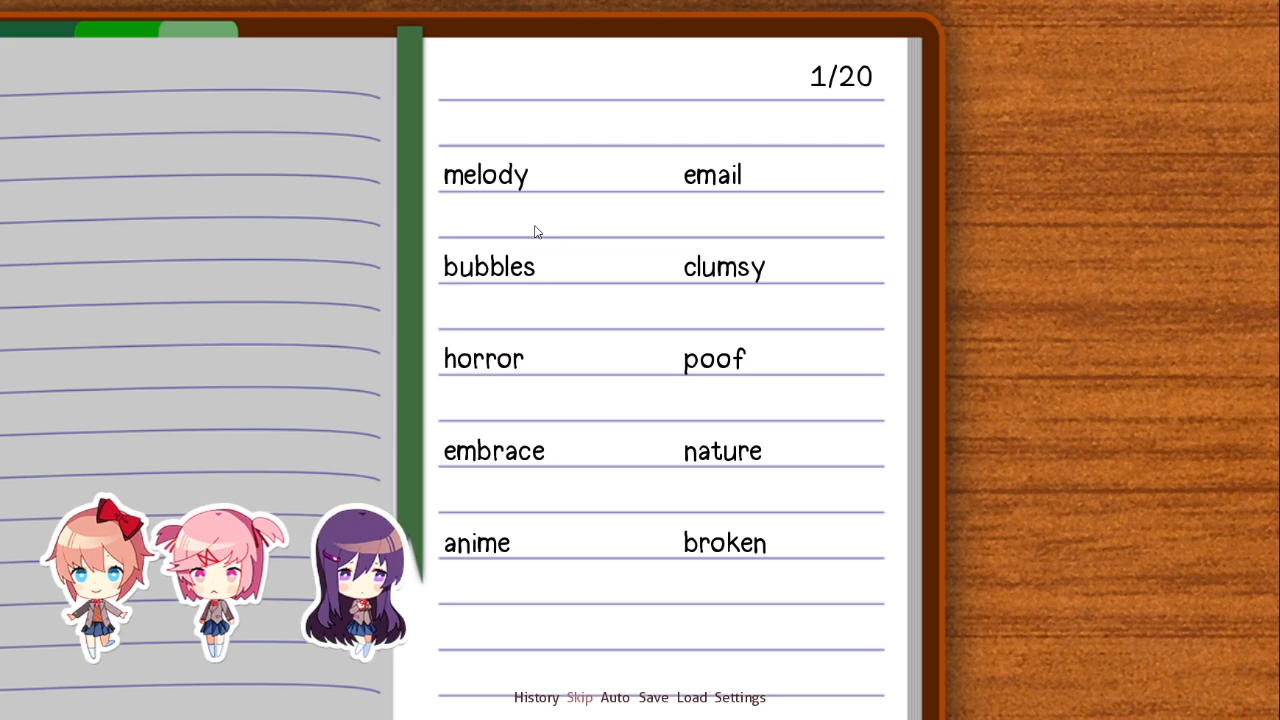 1/20
melody email
bubbles clumsy
horror poof
embrace nature
anime broken
History Skip Auto Save Load Settings